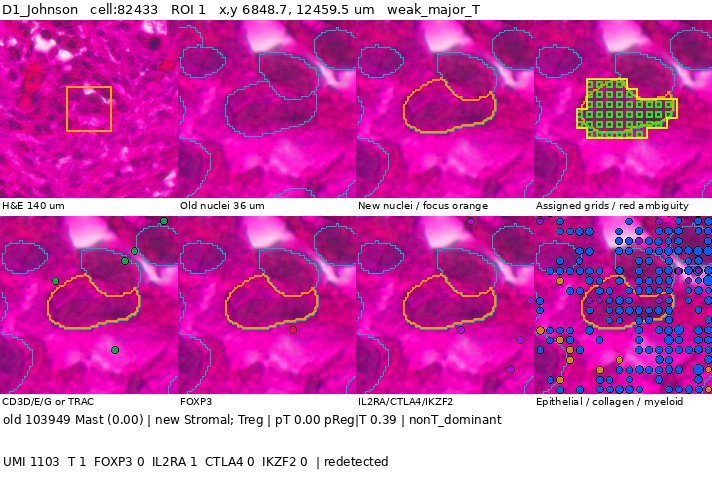 D1_Johnson cell:82433 ROI 1 x,y 6848.7, 12459.5 um weak_major_T
H&E 140 um
Old nuclei 36 um
New nuclei / focus orange
Assigned grids / red ambiguity
CD3D/E/G or TRAC
FOXP3
IL2RA/CTLA4/IKZF2
Epithelial / collagen / myeloid
old 103949 Mast (0.00) | new Stromal; Treg | pT 0.00 pReg|T 0.39 | nonT_dominant
UMI 1103 T 1 FOXP3 0 IL2RA 1 CTLA4 0 IKZF2 0 | redetected